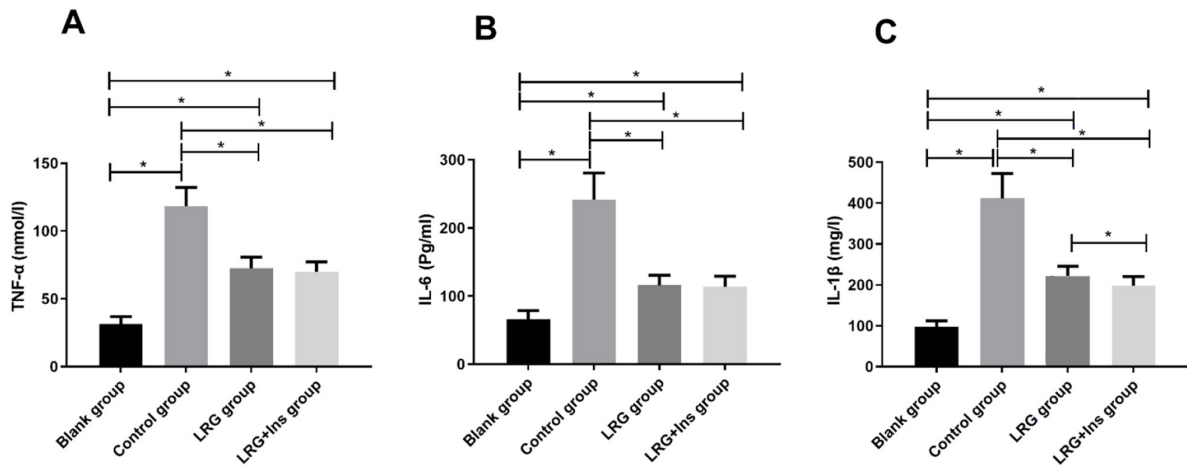 A
*
*
*
*
*
150
100
50
0
TNF-α (nmol/l)
Blank group
Control group
LRG group
LRG+Ins group
B
*
*
*
*
*
300
200
100
0
IL-6 (Pg/ml)
Blank group
Control group
LRG group
LRG+Ins group
C
*
*
*
*
*
*
500
400
300
200
100
0
IL-1β (mg/l)
Blank group
Control group
LRG group
LRG+Ins group